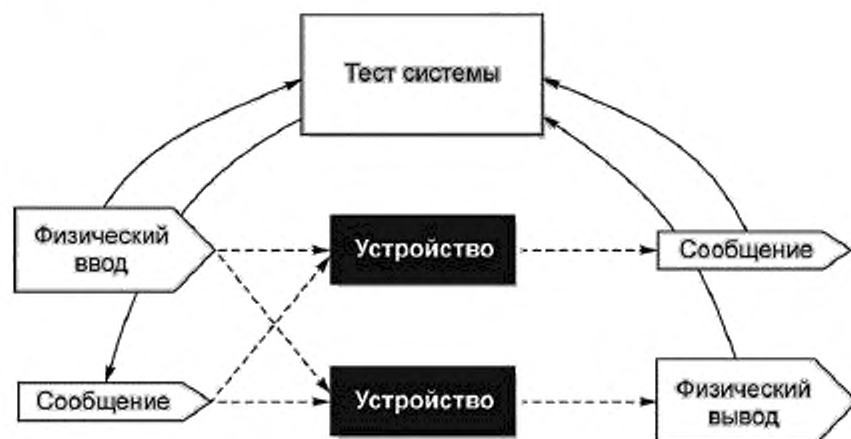 Тест системы
Физический
ввод
Устройство
Сообщение
Сообщение
Устройство
Физический
вывод